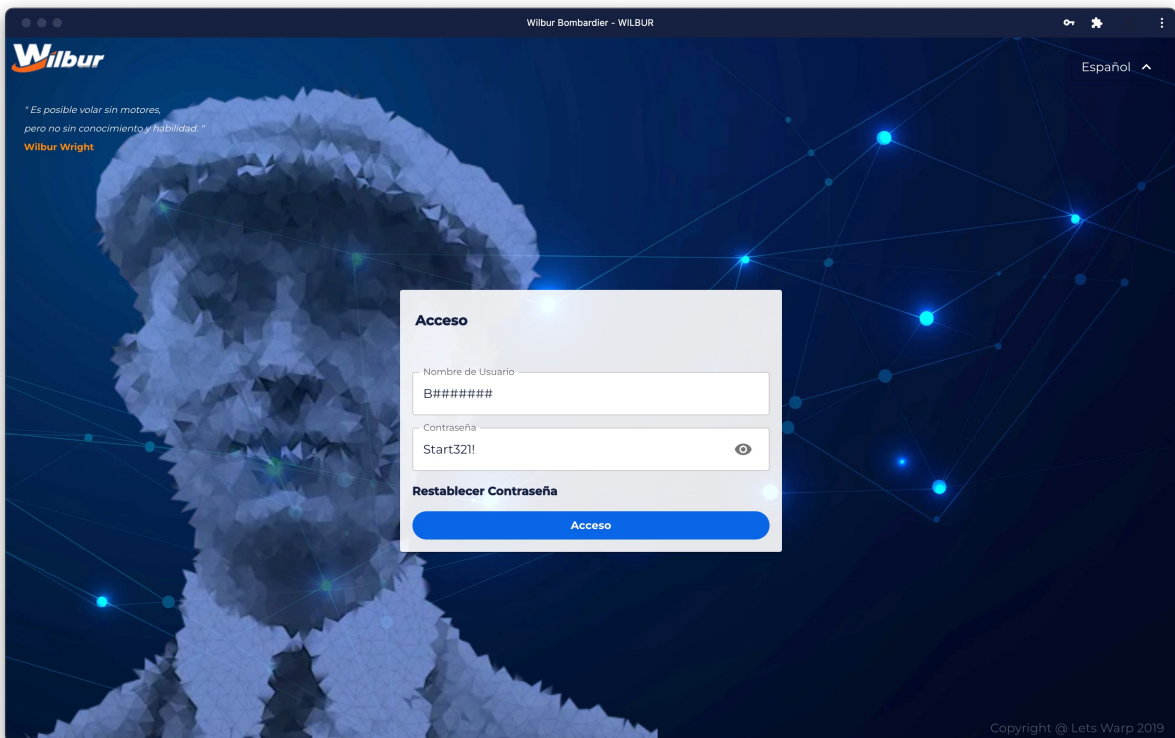 Wilbur Bombardier - WILBUR
Wilbur
Español
" Es posible volar sin motores,
pero no sin conocimiento y habilidad. "
Wilbur Wright
Acceso
Nombre de Usuario
B#######
Contraseña
Start321!
Restablecer Contraseña
Acceso
Copyright @ Lets Warp 2019